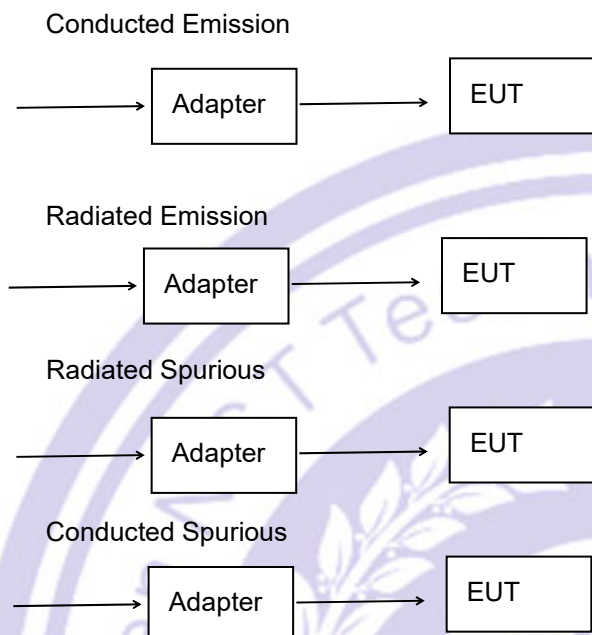 Conducted Emission
Adapter EUT
Radiated Emission
Adapter EUT
Radiated Spurious
Adapter EUT
Conducted Spurious
Adapter EUT